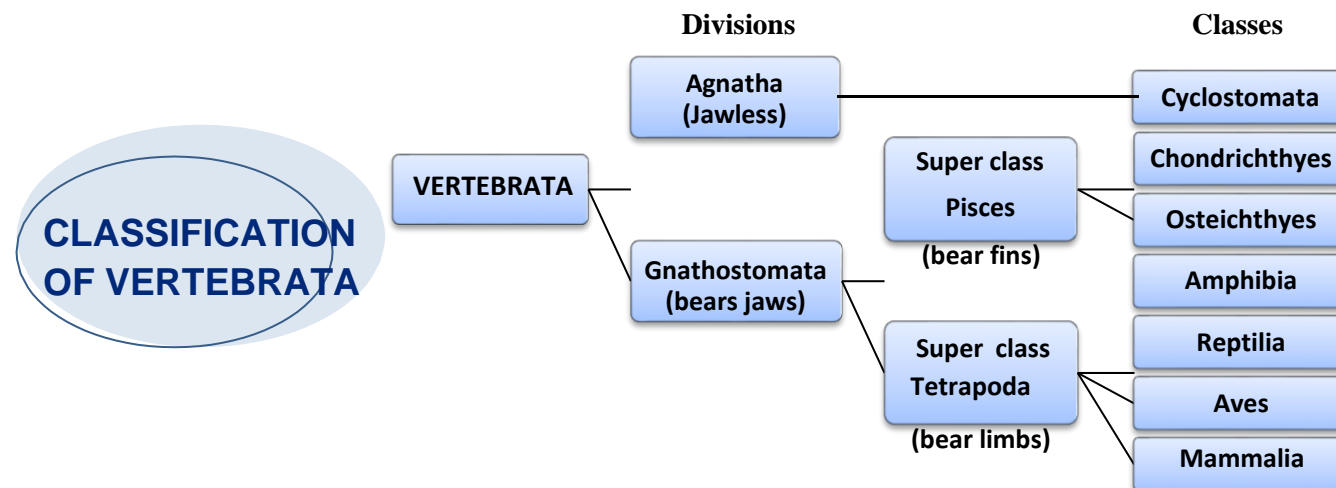 Divisions
Classes
Agnatha
(Jawless)
Cyclostomata
Super class
Pisces
(bear fins)
Chondrichthyes
VERTEBRATA
Osteichthyes
CLASSIFICATION
OF VERTEBRATA
Gnathostomata
(bears jaws)
Amphibia
Super class
Tetrapoda
(bear limbs)
Reptilia
Aves
Mammalia